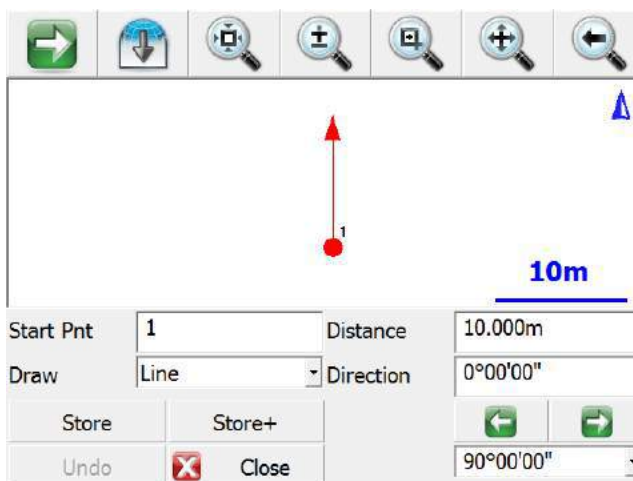 1
10m
Start Pnt 1 Distance 10.000m
Draw Line Direction 0°00'00"
Store Store+
Undo Close 90°00'00"